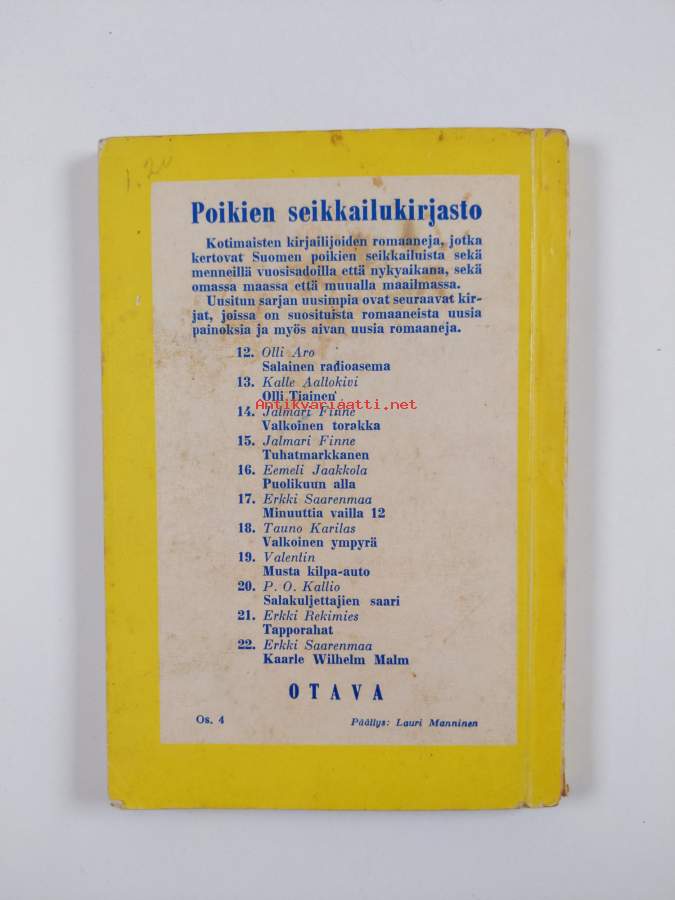 1.20
Poikien seikkailukirjasto
Kotimaisten kirjailijoiden romaaneja, jotka
kertovat Suomen poikien seikkailuista sekä
menneillä vuosisadoilla että nykyaikana, sekä
omassa maassa että muualla maailmassa.
Uusitun sarjan uusimpia ovat seuraavat kir-
jat, joissa on suosituista romaaneista uusia
painoksia ja myös aivan uusia romaaneja.
12. Olli Aro
Salainen radioasema
13. Kalle Aallokivi
Olli Tiainen
Antikvariaatti.net
14. Jalmari Finne
Valkoinen torakka
15. Jalmari Finne
Tuhatmarkkanen
16. Eemeli Jaakkola
Puolikuun alla
17. Erkki Saarenmaa
Minuuttia vailla 12
18. Tauno Karilas
Valkoinen ympyrä
19. Valentin
Musta kilpa-auto
20. P. O. Kallio
Salakuljettajien saari
21. Erkki Rekimies
Tapporahat
22. Erkki Saarenmaa
Kaarle Wilhelm Malm
OTAVA
Os. 4 Päällys: Lauri Manninen